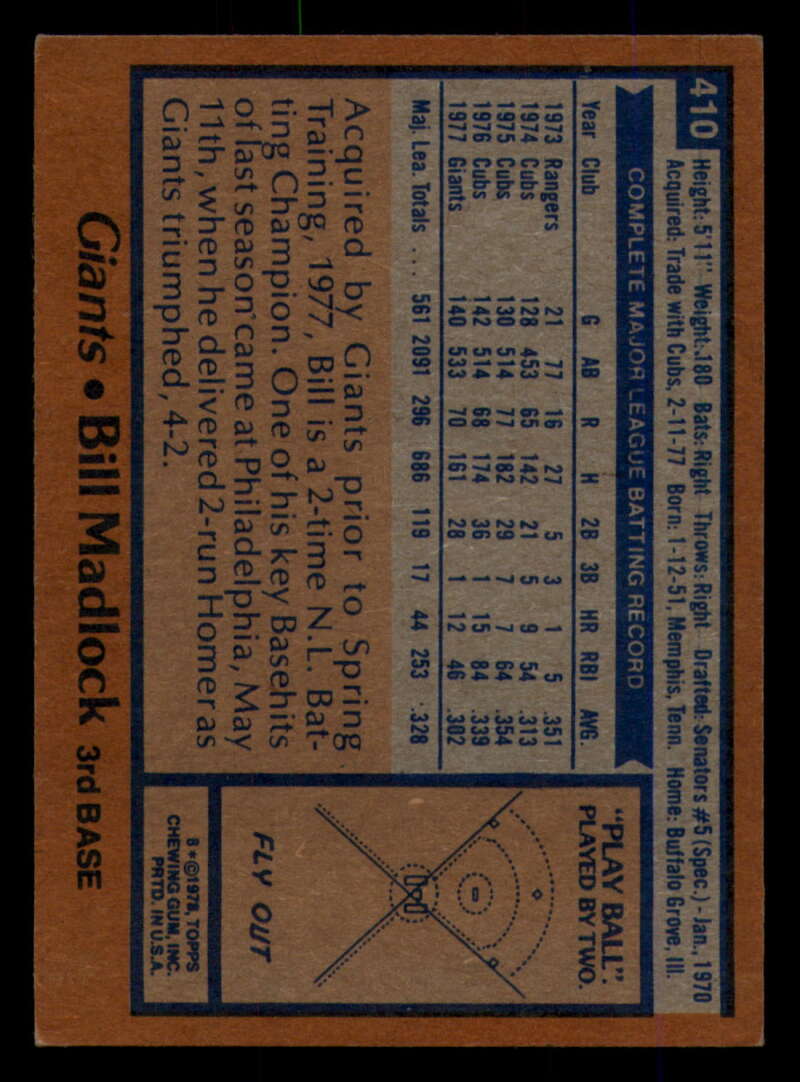 410
Height: 5'11" Weight: 180 Bats: Right Throws: Right Drafted: Senators #5 (Spec.) - Jan., 1970
Acquired: Trade with Cubs, 2-11-77 Born: 1-12-51, Memphis, Tenn. Home: Buffalo Grove, Ill.
COMPLETE MAJOR LEAGUE BATTING RECORD
Year Club G AB R H 2B 3B HR RBI AVG.
1973 Rangers 21 77 16 27 5 3 1 5 .351
1974 Cubs 128 453 65 142 21 5 9 54 .313
1975 Cubs 130 514 77 182 29 7 7 64 .354
1976 Cubs 142 514 68 174 36 1 15 84 .339
1977 Giants 140 533 70 161 28 1 12 46 .302
Maj. Lea. Totals .... 561 2091 296 686 119 17 44 253 .328
Acquired by Giants prior to Spring
Training, 1977, Bill is a 2-time N.L. Bat-
ting Champion. One of his key Basehits
of last season came at Philadelphia, May
11th, when he delivered 2-run Homer as
Giants triumphed, 4-2.
"PLAY BALL".
PLAYED BY TWO.
FLY OUT
8*©1978, TOPPS
CHEWING GUM, INC.
PRTD. IN U.S.A.
Giants • Bill Madlock 3rd BASE